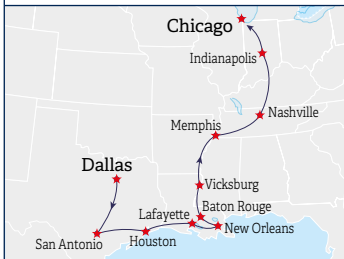 Chicago
Indianapolis
Nashville
Memphis
Dallas
Vicksburg
Baton Rouge
Lafayette
New Orleans
San Antonio
Houston